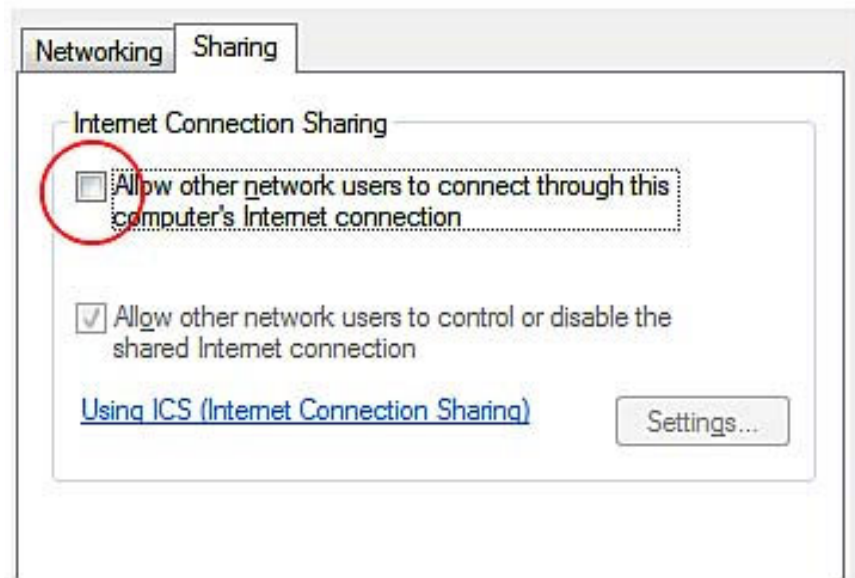 Networking
Sharing
Internet Connection Sharing
Allow other network users to connect through this
computer's Internet connection
Allow other network users to control or disable the
shared Internet connection
Using ICS (Internet Connection Sharing)
Settings...